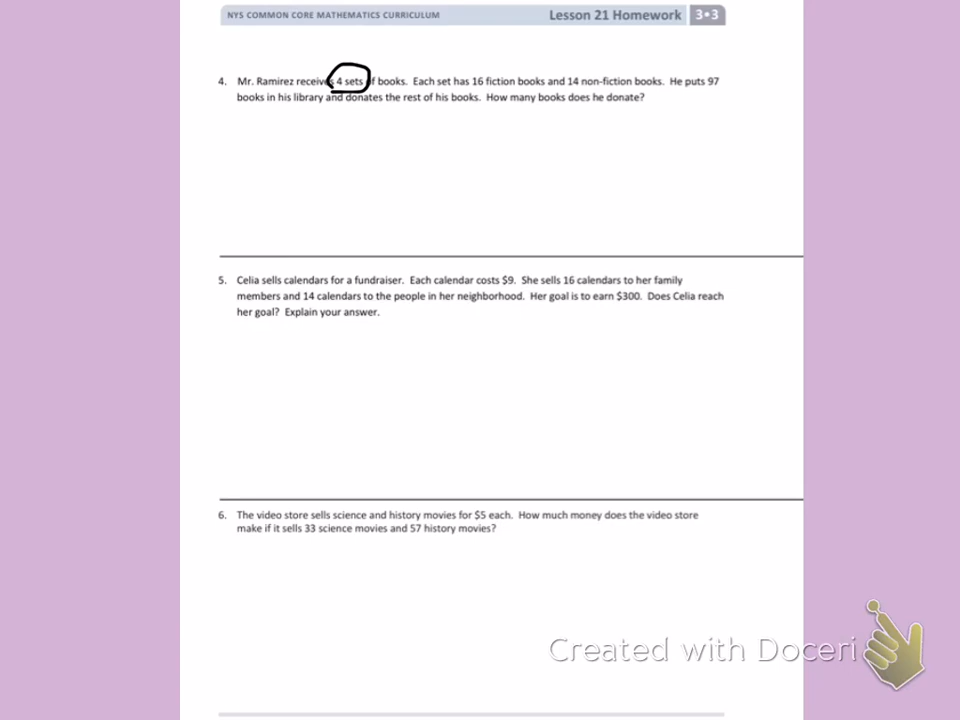 NYS COMMON CORE MATHEMATICS CURRICULUM Lesson 21 Homework 3•3
4. Mr. Ramirez receives 4 sets of books. Each set has 16 fiction books and 14 non-fiction books. He puts 97
books in his library and donates the rest of his books. How many books does he donate?
5. Celia sells calendars for a fundraiser. Each calendar costs $9. She sells 16 calendars to her family
members and 14 calendars to the people in her neighborhood. Her goal is to earn $300. Does Celia reach
her goal? Explain your answer.
6. The video store sells science and history movies for $5 each. How much money does the video store
make if it sells 33 science movies and 57 history movies?
Created with Doceri